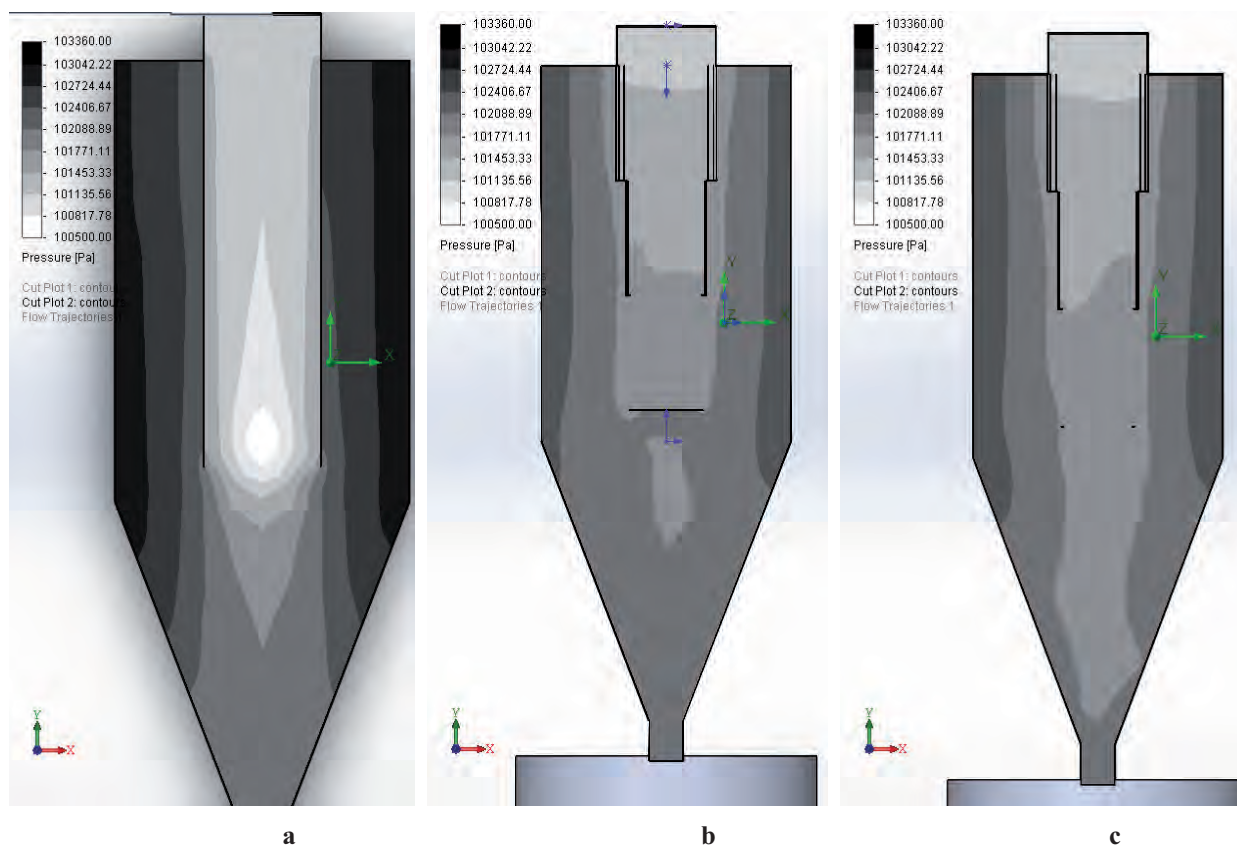 103360.00
103042.22
102724.44
102406.67
102088.89
101771.11
101453.33
101135.56
100817.78
100500.00
Pressure [Pa]
Cut Plot 1: contours
Cut Plot 2: contours
Flow Trajectories 1
X
Y
X
a
103360.00
103042.22
102724.44
102406.67
102088.89
101771.11
101453.33
101135.56
100817.78
100500.00
Pressure [Pa]
Cut Plot 1: contours
Cut Plot 2: contours
Flow Trajectories 1
Y
Z
X
Y
X
b
103360.00
103042.22
102724.44
102406.67
102088.89
101771.11
101453.33
101135.56
100817.78
100500.00
Pressure [Pa]
Cut Plot 1: contours
Cut Plot 2: contours
Flow Trajectories 1
Y
Z
X
Y
X
c